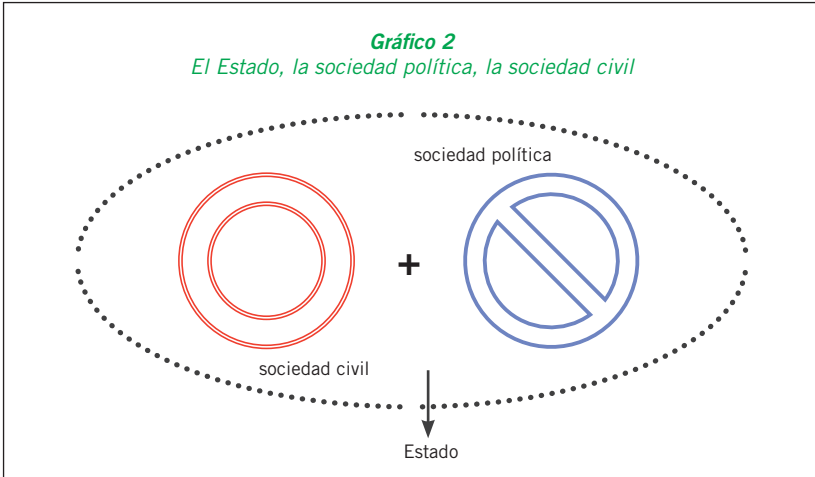 Gráfico 2
El Estado, la sociedad política, la sociedad civil
sociedad política
+
sociedad civil
Estado